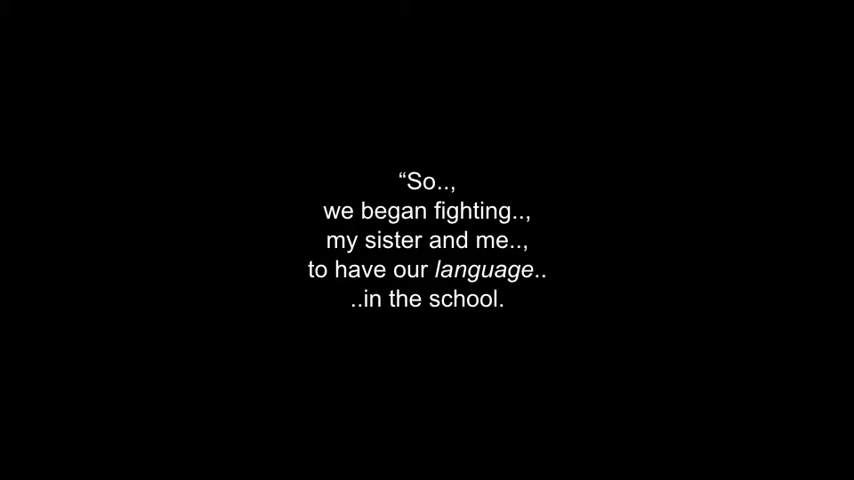 “So..,
we began fighting..,
my sister and me..,
to have our language..
..in the school.